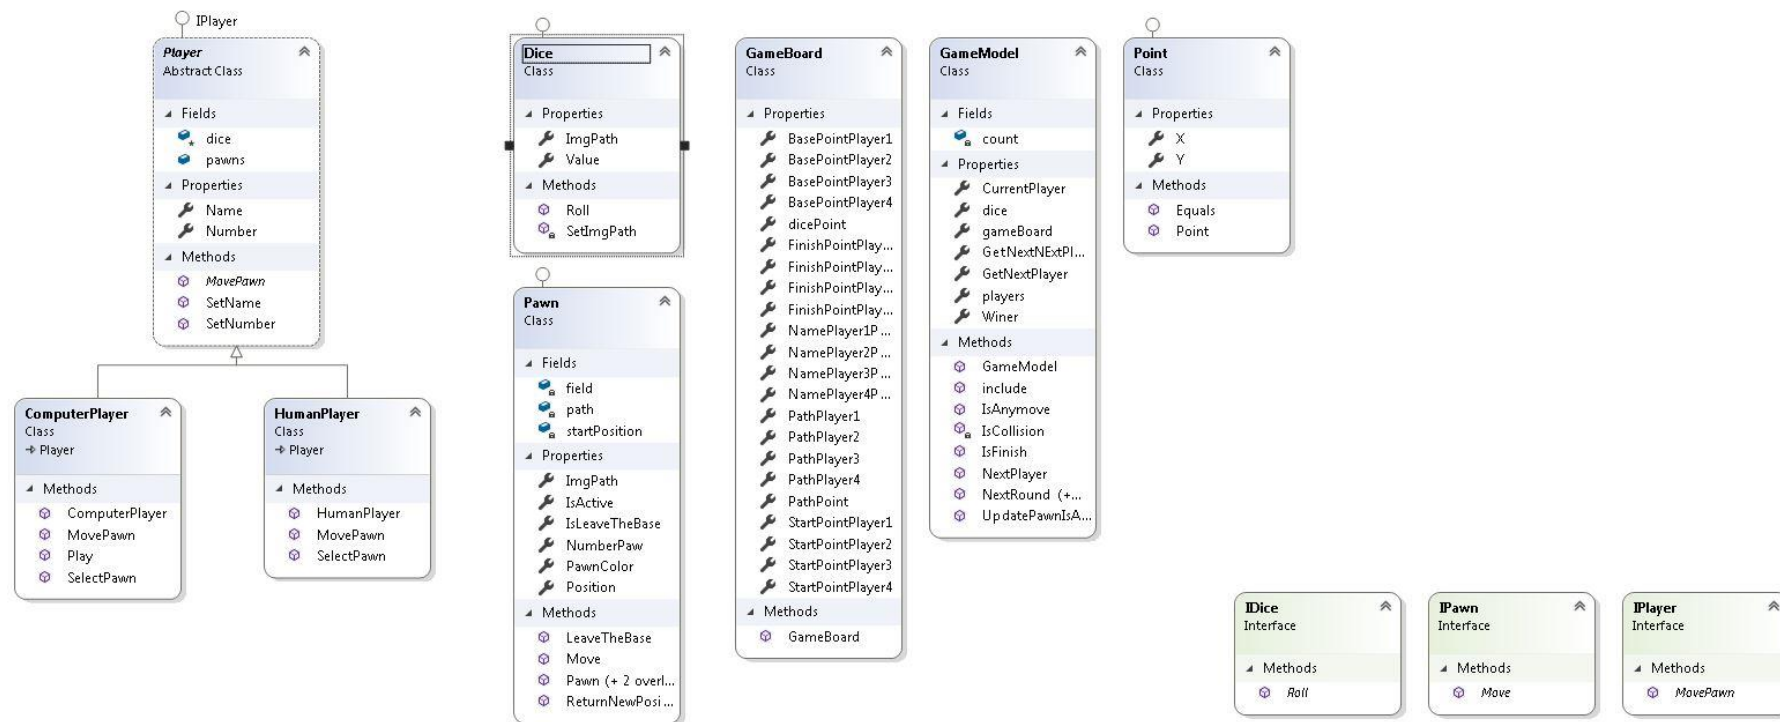 IPlayer
Player
Abstract Class
Fields
dice
pawns
Properties
Name
Number
Methods
MovePawn
SetName
SetNumber
ComputerPlayer
Class
Player
Methods
ComputerPlayer
MovePawn
Play
SelectPawn
HumanPlayer
Class
Player
Methods
HumanPlayer
MovePawn
SelectPawn
Dice
Class
Properties
ImgPath
Value
Methods
Roll
SetImgPath
Pawn
Class
Fields
field
path
startPosition
Properties
ImgPath
IsActive
IsLeaveTheBase
NumberPaw
PawnColor
Position
Methods
LeaveTheBase
Move
Pawn (+ 2 overl...
ReturnNewPosi...
GameBoard
Class
Properties
BasePointPlayer1
BasePointPlayer2
BasePointPlayer3
BasePointPlayer4
dicePoint
FinishPointPlay...
FinishPointPlay...
FinishPointPlay...
FinishPointPlay...
NamePlayer1P...
NamePlayer2P...
NamePlayer3P...
NamePlayer4P...
PathPlayer1
PathPlayer2
PathPlayer3
PathPlayer4
PathPoint
StartPointPlayer1
StartPointPlayer2
StartPointPlayer3
StartPointPlayer4
Methods
GameBoard
GameModel
Class
Fields
count
Properties
CurrentPlayer
dice
gameBoard
GetNextNExtPl...
GetNextPlayer
players
Winer
Methods
GameModel
include
IsAnymove
IsCollision
IsFinish
NextPlayer
NextRound (+...
UpdatePawnIsA...
Point
Class
Properties
X
Y
Methods
Equals
Point
IDice
Interface
Methods
Roll
IPawn
Interface
Methods
Move
IPlayer
Interface
Methods
MovePawn